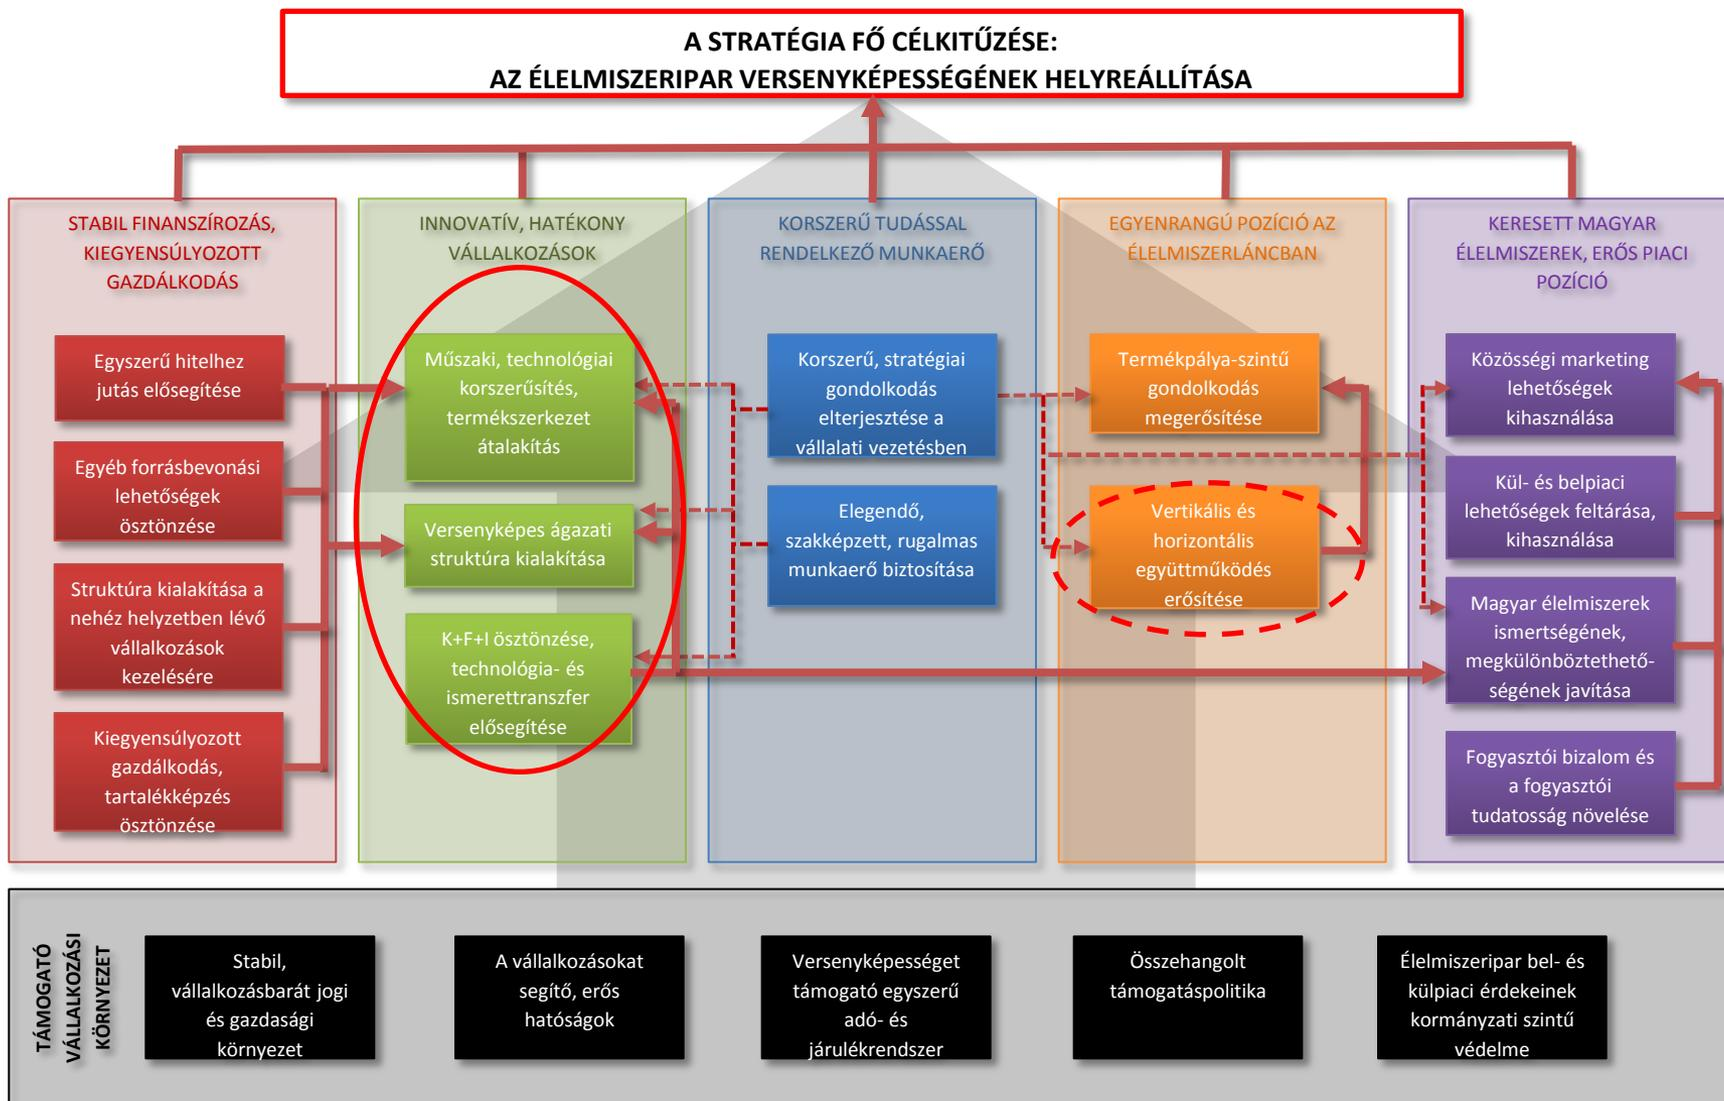 A STRATÉGIA FŐ CÉLKITŰZÉSE:
AZ ÉLELMISZERIPAR VERSENYKÉPESSÉGÉNEK HELYREÁLLÍTÁSA
STABIL FINANSZÍROZÁS,
KIEGYENSÚLYOZOTT
GAZDÁLKODÁS
Egyszerű hitelhez
jutás elősegítése
Egyéb forrásbevonási
lehetőségek
ösztönzése
Struktúra kialakítása a
nehéz helyzetben lévő
vállalkozások
kezelésére
Kiegyensúlyozott
gazdálkodás,
tartalékképzés
ösztönzése
INNOVATÍV, HATÉKONY
VÁLLALKOZÁSOK
Műszaki, technológiai
korszerűsítés,
termékszerkezet
átalakítás
Versenyképes ágazati
struktúra kialakítása
K+F+I ösztönzése,
technológia- és
ismerettranszfer
elősegítése
KORSZERŰ TUDÁSSAL
RENDELKEZŐ MUNKAERŐ
Korszerű, stratégiai
gondolkodás
elterjesztése a
vállalati vezetésben
Elegendő,
szakképzett, rugalmas
munkaerő biztosítása
EGYENRANGÚ POZÍCIÓ AZ
ÉLELMISZERLÁNCBAN
Termékpálya-szintű
gondolkodás
megerősítése
Vertikális és
horizontális
együttműködés
erősítése
KERESETT MAGYAR
ÉLELMISZEREK, ERŐS PIACI
POZÍCIÓ
Közösségi marketing
lehetőségek
kihasználása
Kül- és belpiaci
lehetőségek feltárása,
kihasználása
Magyar élelmiszerek
ismertségének,
megkülönböztethető-
ségének javítása
Fogyasztói bizalom és
a fogyasztói
tudatosság növelése
TÁMOGATÓ
VÁLLALKOZÁSI
KÖRNYEZET
Stabil,
vállalkozásbarát jogi
és gazdasági
környezet
A vállalkozásokat
segítő, erős
hatóságok
Versenyképességet
támogató egyszerű
adó- és
járulékrendszer
Összehangolt
támogatáspolitika
Élelmiszeripar bel- és
külpiaci érdekeinek
kormányzati szintű
védelme